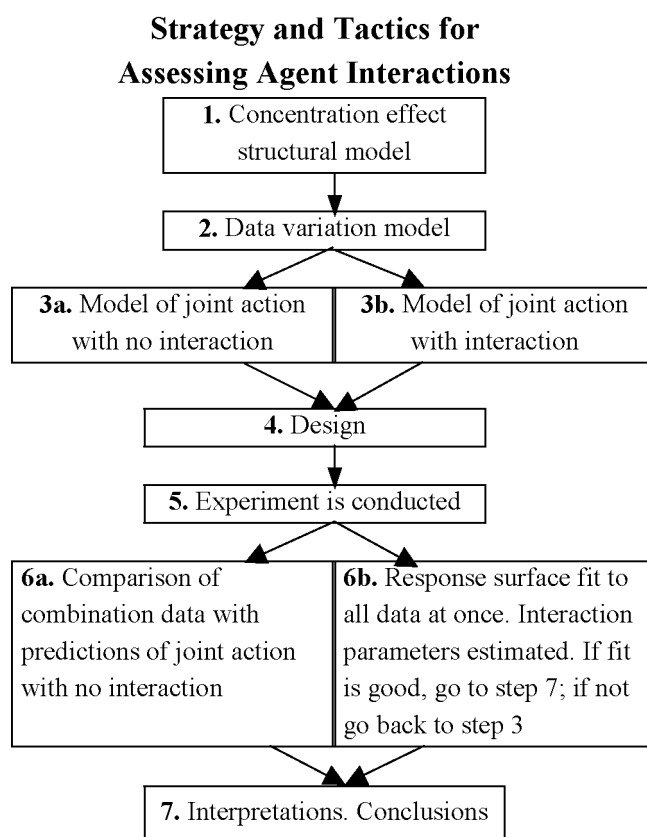 Strategy and Tactics for
Assessing Agent Interactions
1. Concentration effect
structural model
2. Data variation model
3a. Model of joint action
with no interaction
3b. Model of joint action
with interaction
4. Design
5. Experiment is conducted
6a. Comparison of
combination data with
predictions of joint action
with no interaction
6b. Response surface fit to
all data at once. Interaction
parameters estimated. If fit
is good, go to step 7; if not
go back to step 3
7. Interpretations. Conclusions